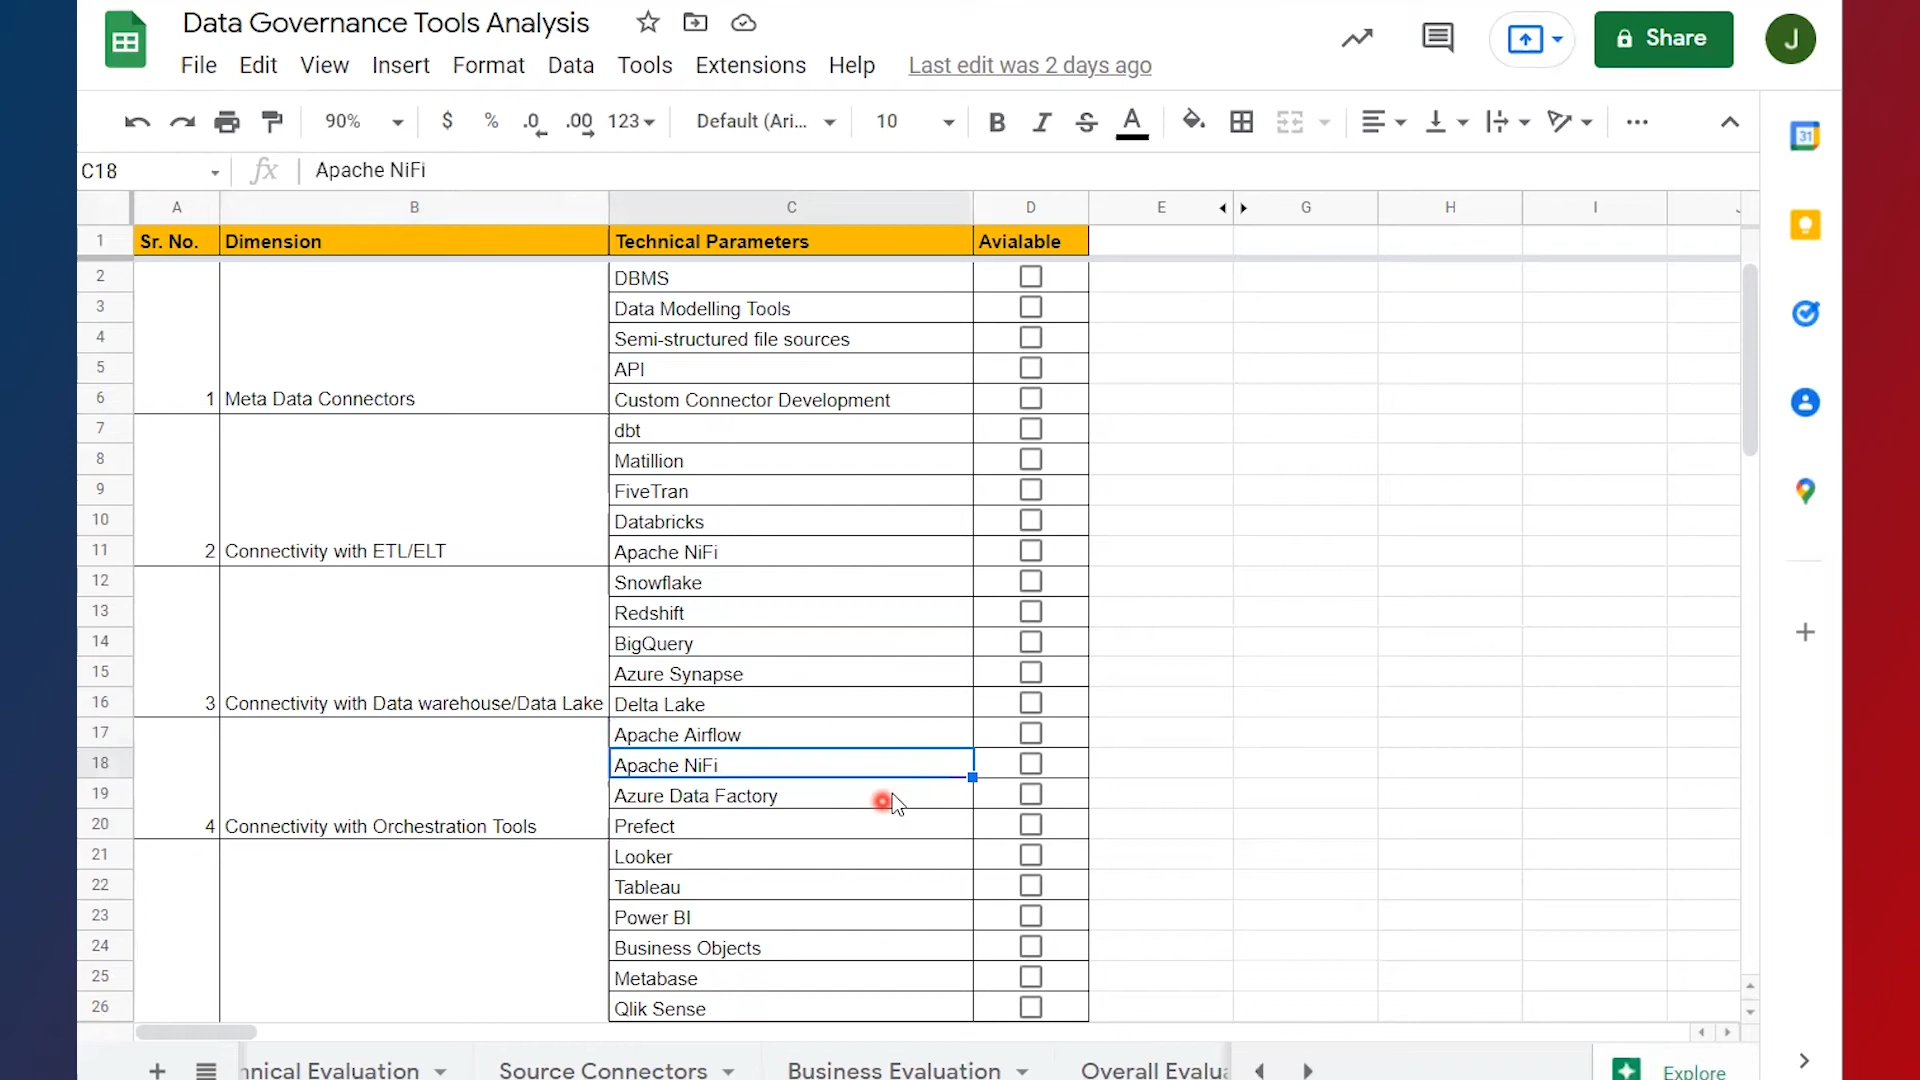 Data Governance Tools Analysis
File Edit View Insert Format Data Tools Extensions Help Last edit was 2 days ago
Share
J
90% $ % .0 .00 123 Default (Ari... 10 B I S A
31
C18 fx Apache NiFi
A B C D E G H I
1 Sr. No. Dimension Technical Parameters Avialable
2 DBMS
3 Data Modelling Tools
4 Semi-structured file sources
5 API
6 1 Meta Data Connectors Custom Connector Development
7 dbt
8 Matillion
9 FiveTran
10 Databricks
11 2 Connectivity with ETL/ELT Apache NiFi
12 Snowflake
13 Redshift
14 BigQuery
15 Azure Synapse
16 3 Connectivity with Data warehouse/Data Lake Delta Lake
17 Apache Airflow
18 Apache NiFi
19 Azure Data Factory
20 4 Connectivity with Orchestration Tools Prefect
21 Looker
22 Tableau
23 Power BI
24 Business Objects
25 Metabase
26 Qlik Sense
nical Evaluation Source Connectors Business Evaluation Overall Evalua Explore